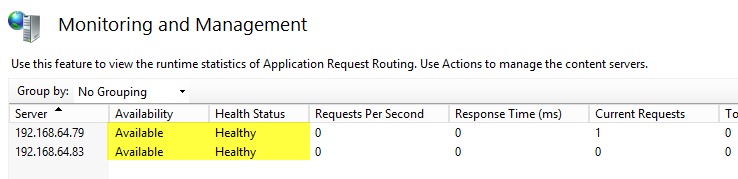 Monitoring and Management
Use this feature to view the runtime statistics of Application Request Routing. Use Actions to manage the content servers.
Group by: No Grouping
Server Availability Health Status Requests Per Second Response Time (ms) Current Requests To
192.168.64.79 Available Healthy 0 0 1 0
192.168.64.83 Available Healthy 0 0 0 0